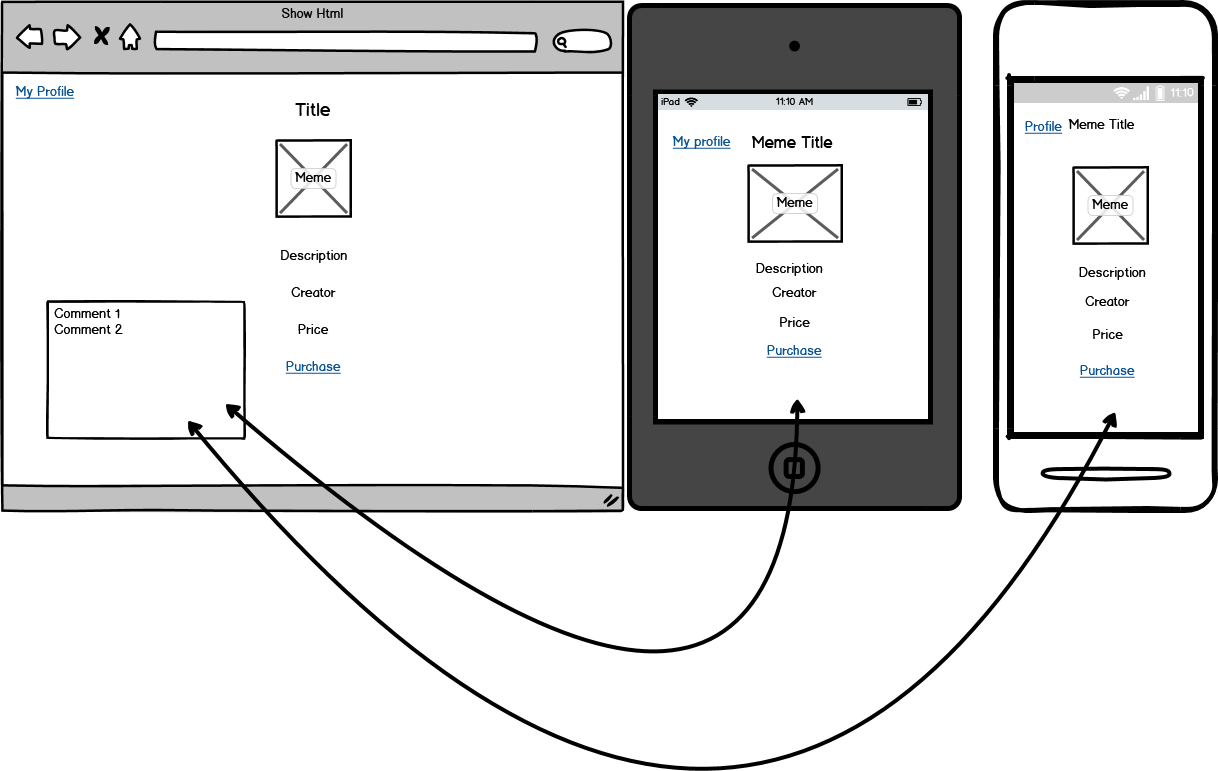 Show Html
My Profile
Title
Meme
Description
Creator
Price
Purchase
Comment 1
Comment 2
iPad
11:10 AM
My profile
Meme Title
Meme
Description
Creator
Price
Purchase
11:10
Profile
Meme Title
Meme
Description
Creator
Price
Purchase